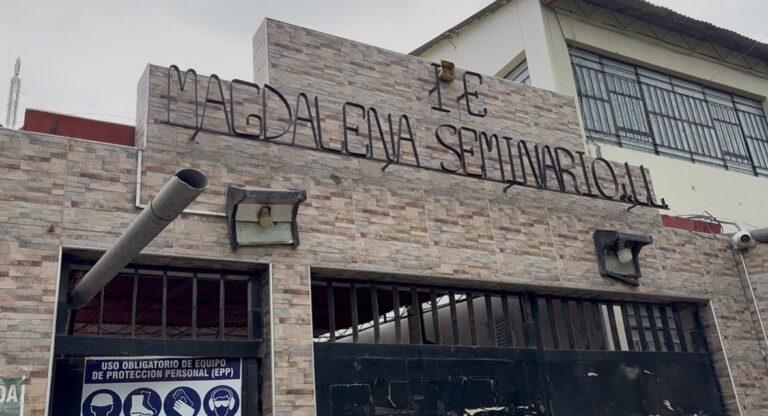 I E
MAGDALENA SEMINARIO LL.
USO OBLIGATORIO DE EQUIPO
DE PROTECCION PERSONAL (EPP)